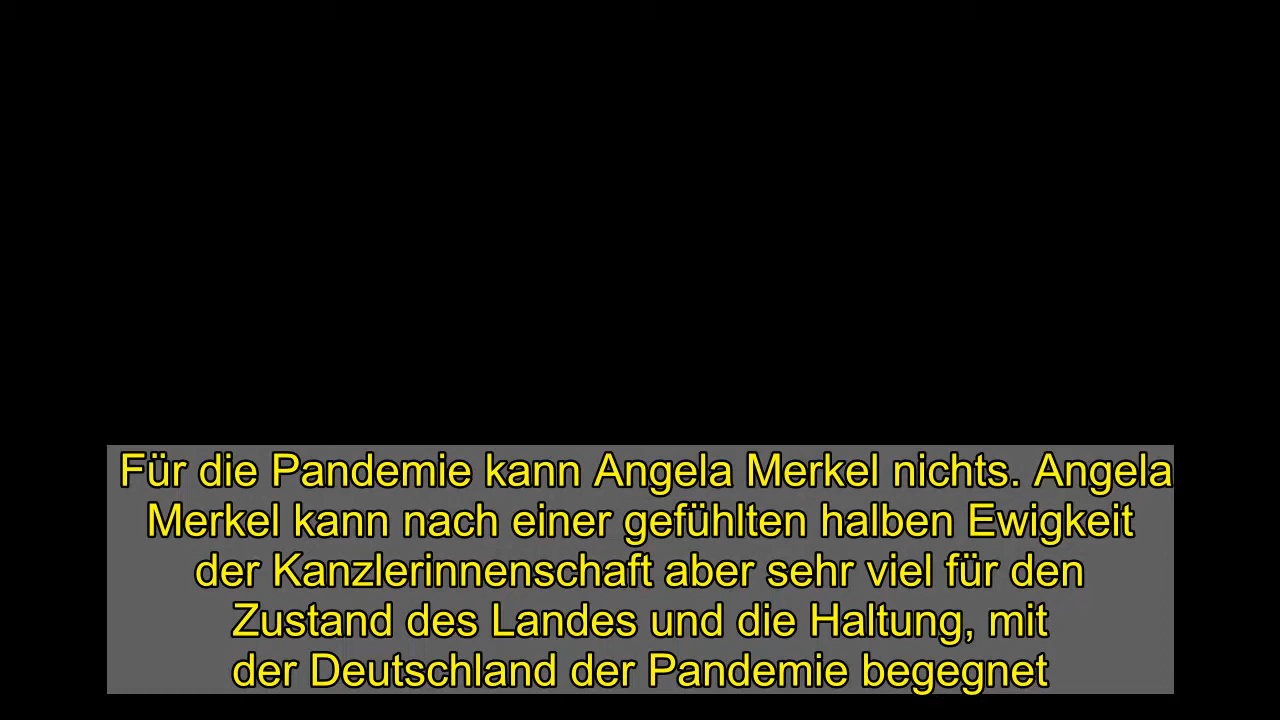 Für die Pandemie kann Angela Merkel nichts. Angela
Merkel kann nach einer gefühlten halben Ewigkeit
der Kanzlerinnenschaft aber sehr viel für den
Zustand des Landes und die Haltung, mit
der Deutschland der Pandemie begegnet